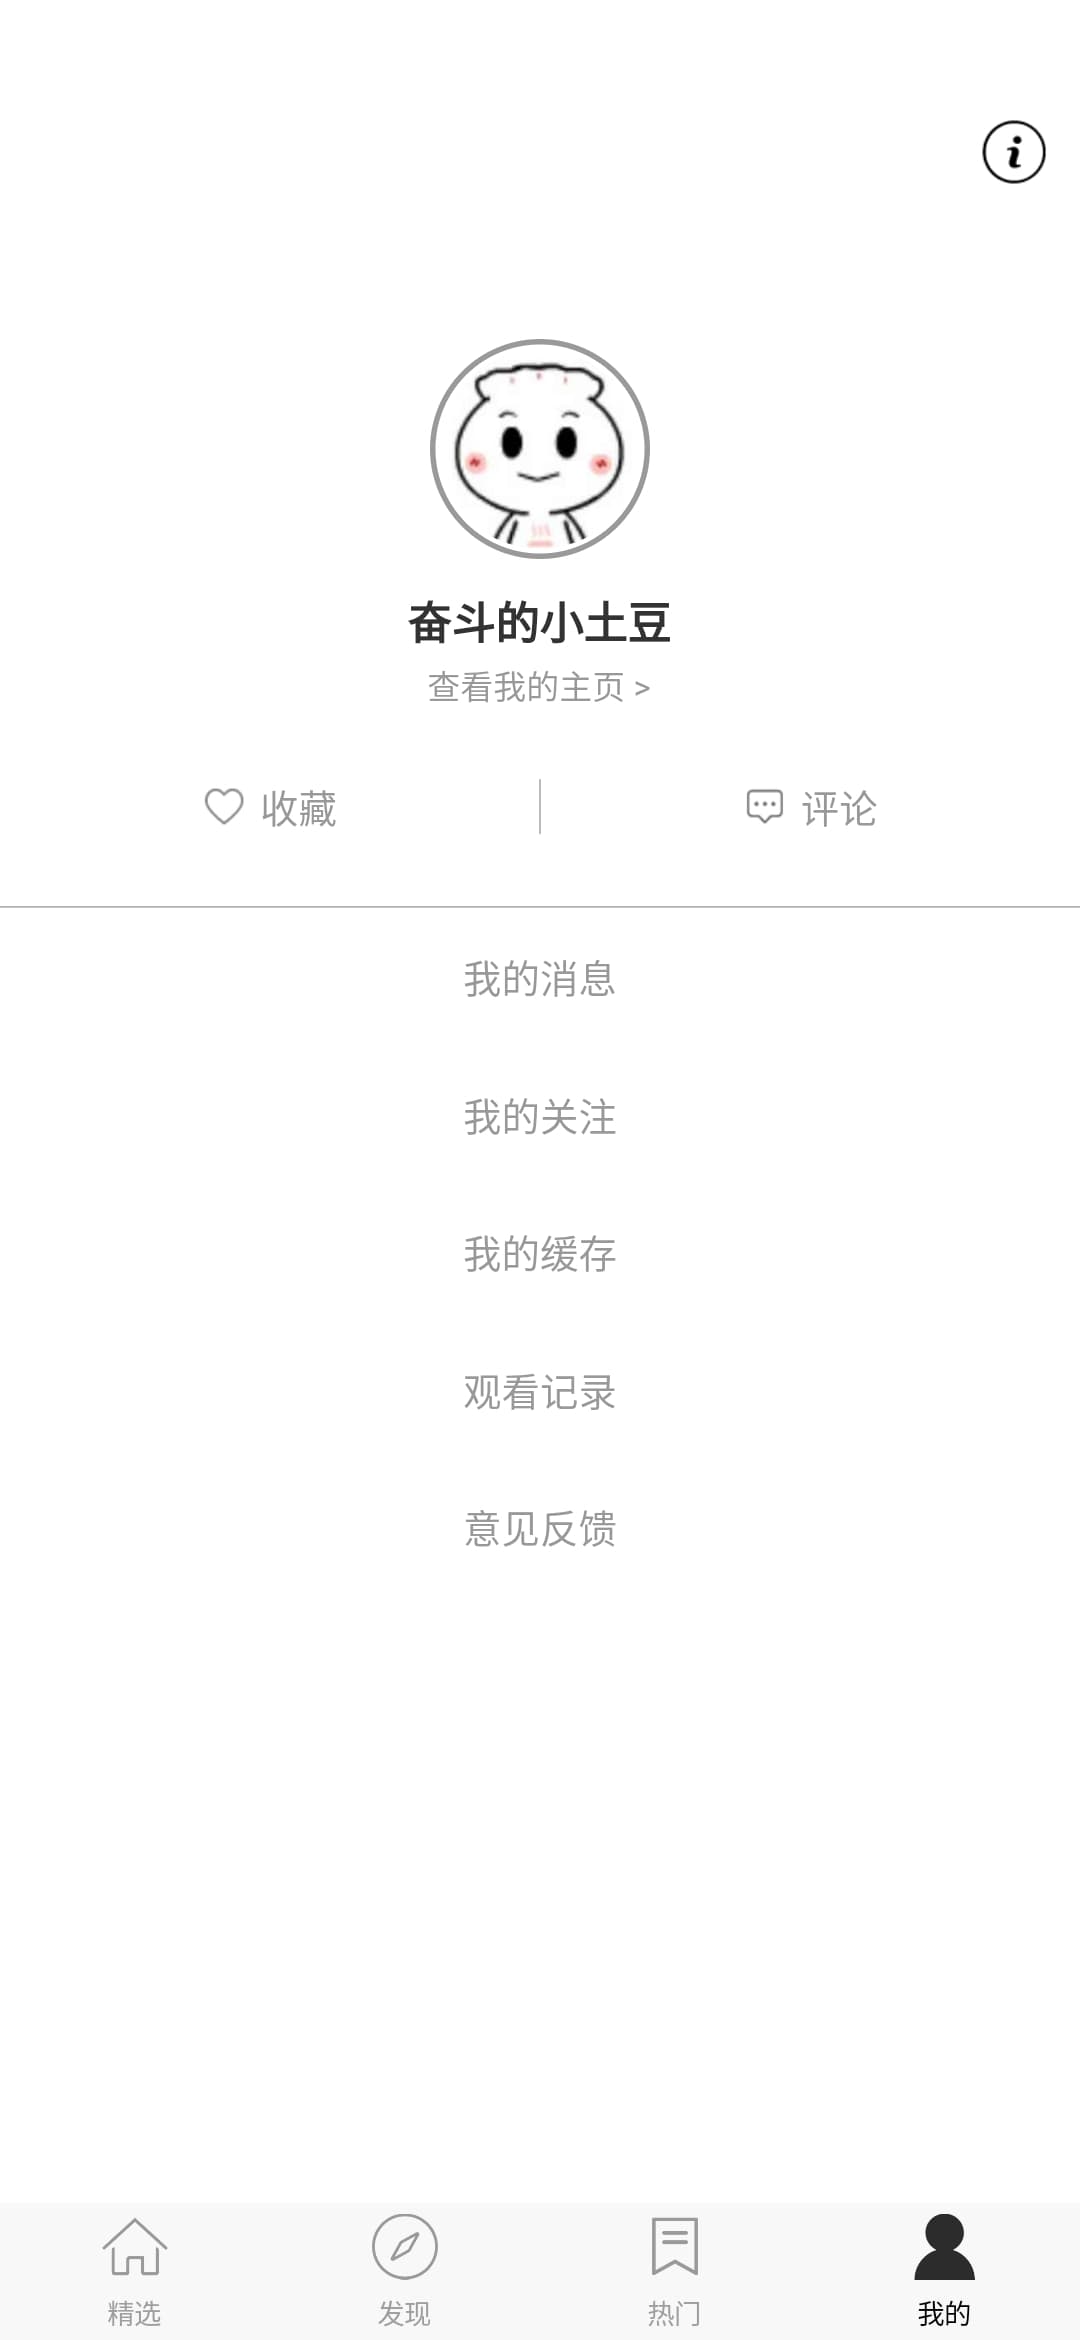 奋斗的小土豆
查看我的主页 >
收藏
评论
我的消息
我的关注
我的缓存
观看记录
意见反馈
精选
发现
热门
我的